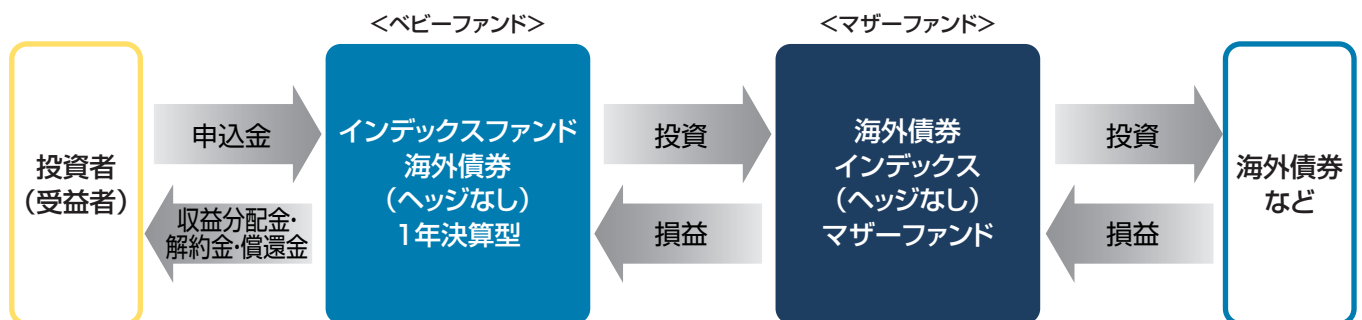 ＜ベビーファンド＞
＜マザーファンド＞
投資者
（受益者）
申込金
収益分配金・
解約金・償還金
インデックスファンド
海外債券
（ヘッジなし）
1年決算型
投資
損益
海外債券
インデックス
（ヘッジなし）
マザーファンド
投資
損益
海外債券
など